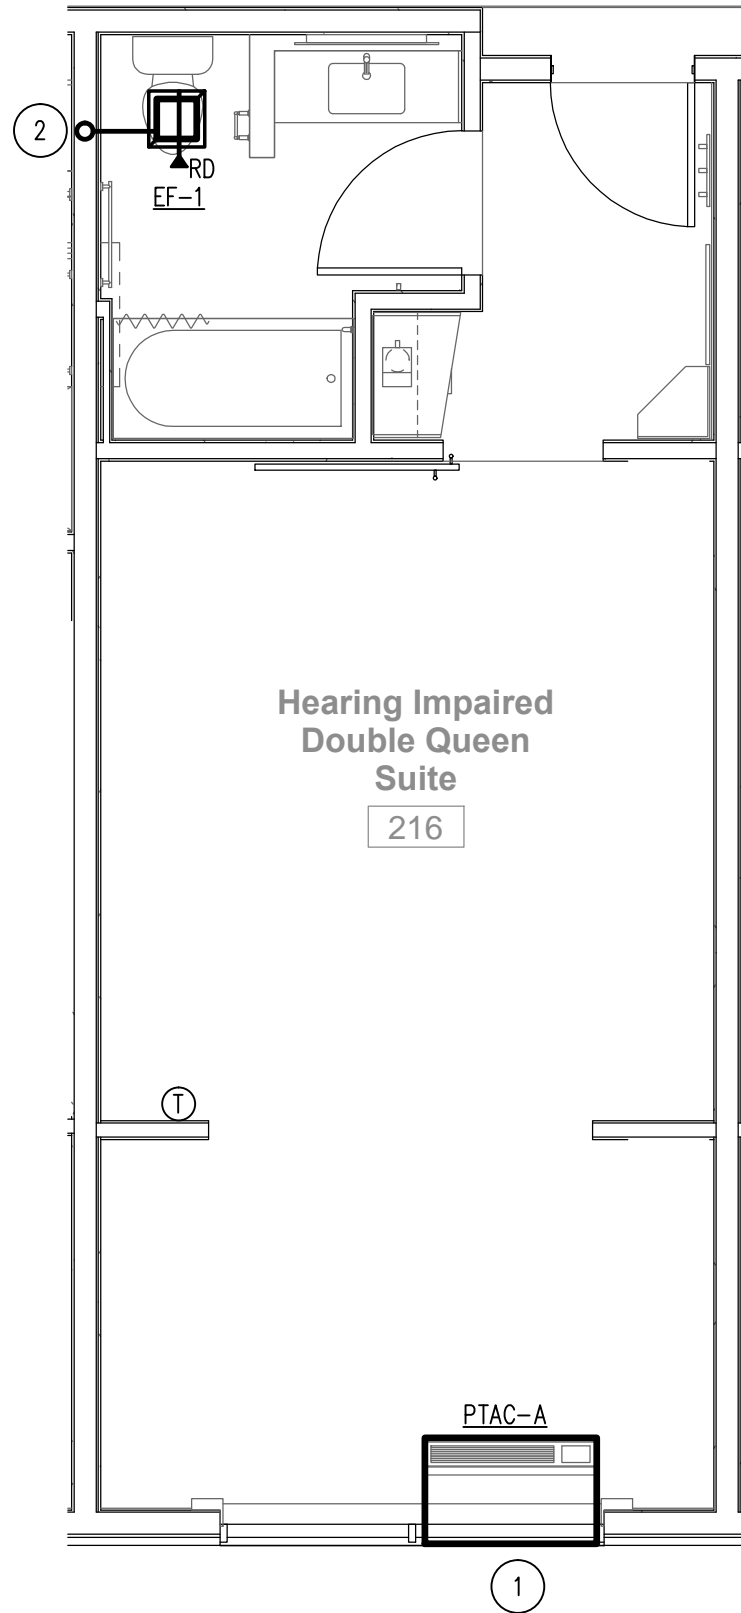 2
RD
EF-1
Hearing Impaired
Double Queen
Suite
216
T
PTAC-A
1